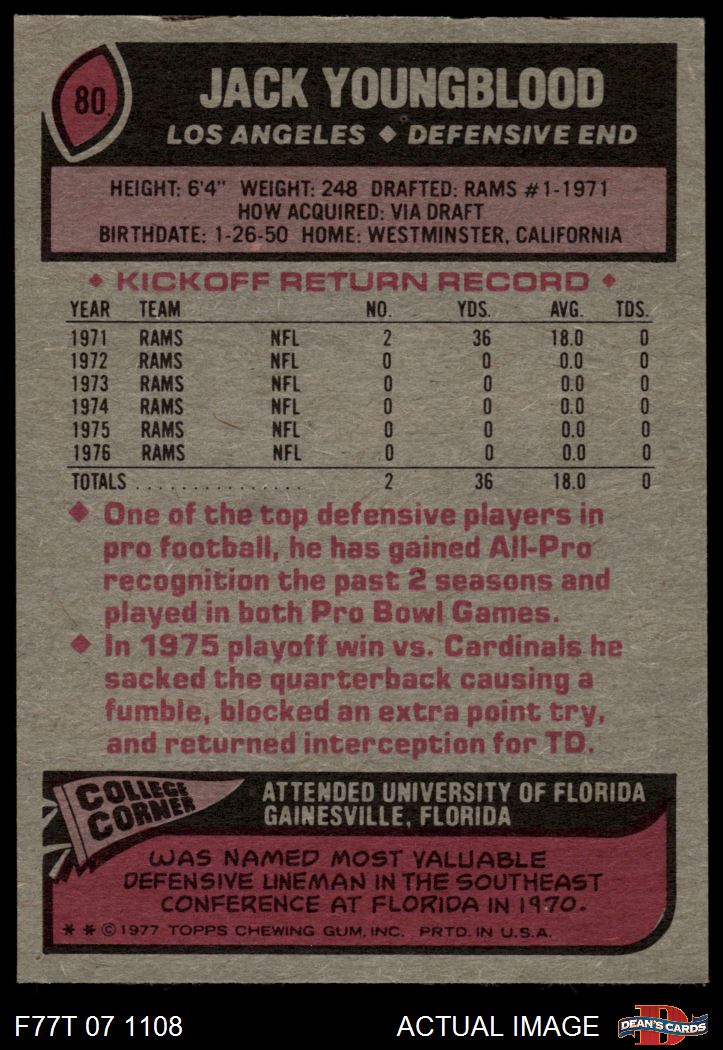 80
JACK YOUNGBLOOD
LOS ANGELES ◆ DEFENSIVE END
HEIGHT: 6'4" WEIGHT: 248 DRAFTED: RAMS #1-1971
HOW ACQUIRED: VIA DRAFT
BIRTHDATE: 1-26-50 HOME: WESTMINSTER, CALIFORNIA
◆ KICKOFF RETURN RECORD ◆
YEAR TEAM NO. YDS. AVG. TDS.
1971 RAMS NFL 2 36 18.0 0
1972 RAMS NFL 0 0 0.0 0
1973 RAMS NFL 0 0 0.0 0
1974 RAMS NFL 0 0 0.0 0
1975 RAMS NFL 0 0 0.0 0
1976 RAMS NFL 0 0 0.0 0
TOTALS . . . . . . . . . . . . . . . 2 36 18.0 0
◆ One of the top defensive players in
pro football, he has gained All-Pro
recognition the past 2 seasons and
played in both Pro Bowl Games.
◆ In 1975 playoff win vs. Cardinals he
sacked the quarterback causing a
fumble, blocked an extra point try,
and returned interception for TD.
COLLEGE
CORNER
ATTENDED UNIVERSITY OF FLORIDA
GAINESVILLE, FLORIDA
WAS NAMED MOST VALUABLE
DEFENSIVE LINEMAN IN THE SOUTHEAST
CONFERENCE AT FLORIDA IN 1970.
* * © 1977 TOPPS CHEWING GUM, INC. PRTD. IN U.S.A.
F77T 07 1108 ACTUAL IMAGE
D
DEAN'S CARDS